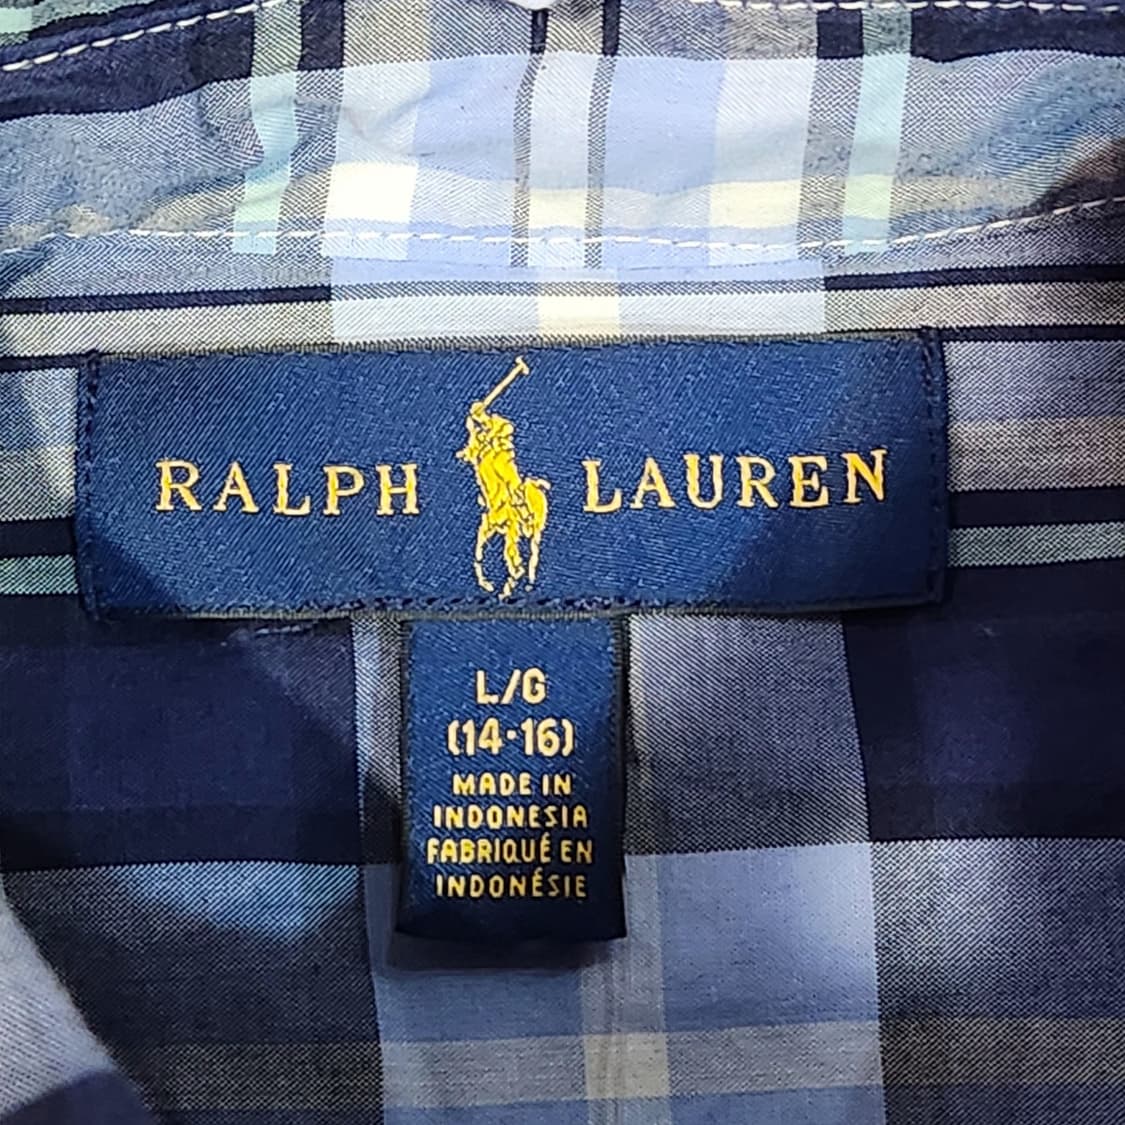 RALPH LAUREN
L/G
(14·16)
MADE IN
INDONESIA
FABRIQUÉ EN
INDONÉSIE